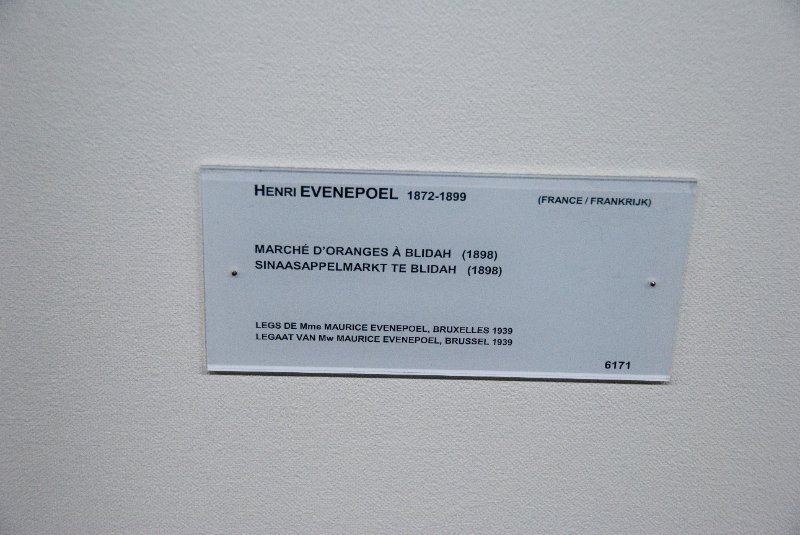 HENRI EVENEPOEL 1872-1899 (FRANCE / FRANKRIJK)
MARCHÉ D'ORANGES À BLIDAH (1898)
SINAASAPPELMARKT TE BLIDAH (1898)
LEGS DE Mme MAURICE EVENEPOEL, BRUXELLES 1939
LEGAAT VAN Mw MAURICE EVENEPOEL, BRUSSEL 1939
6171